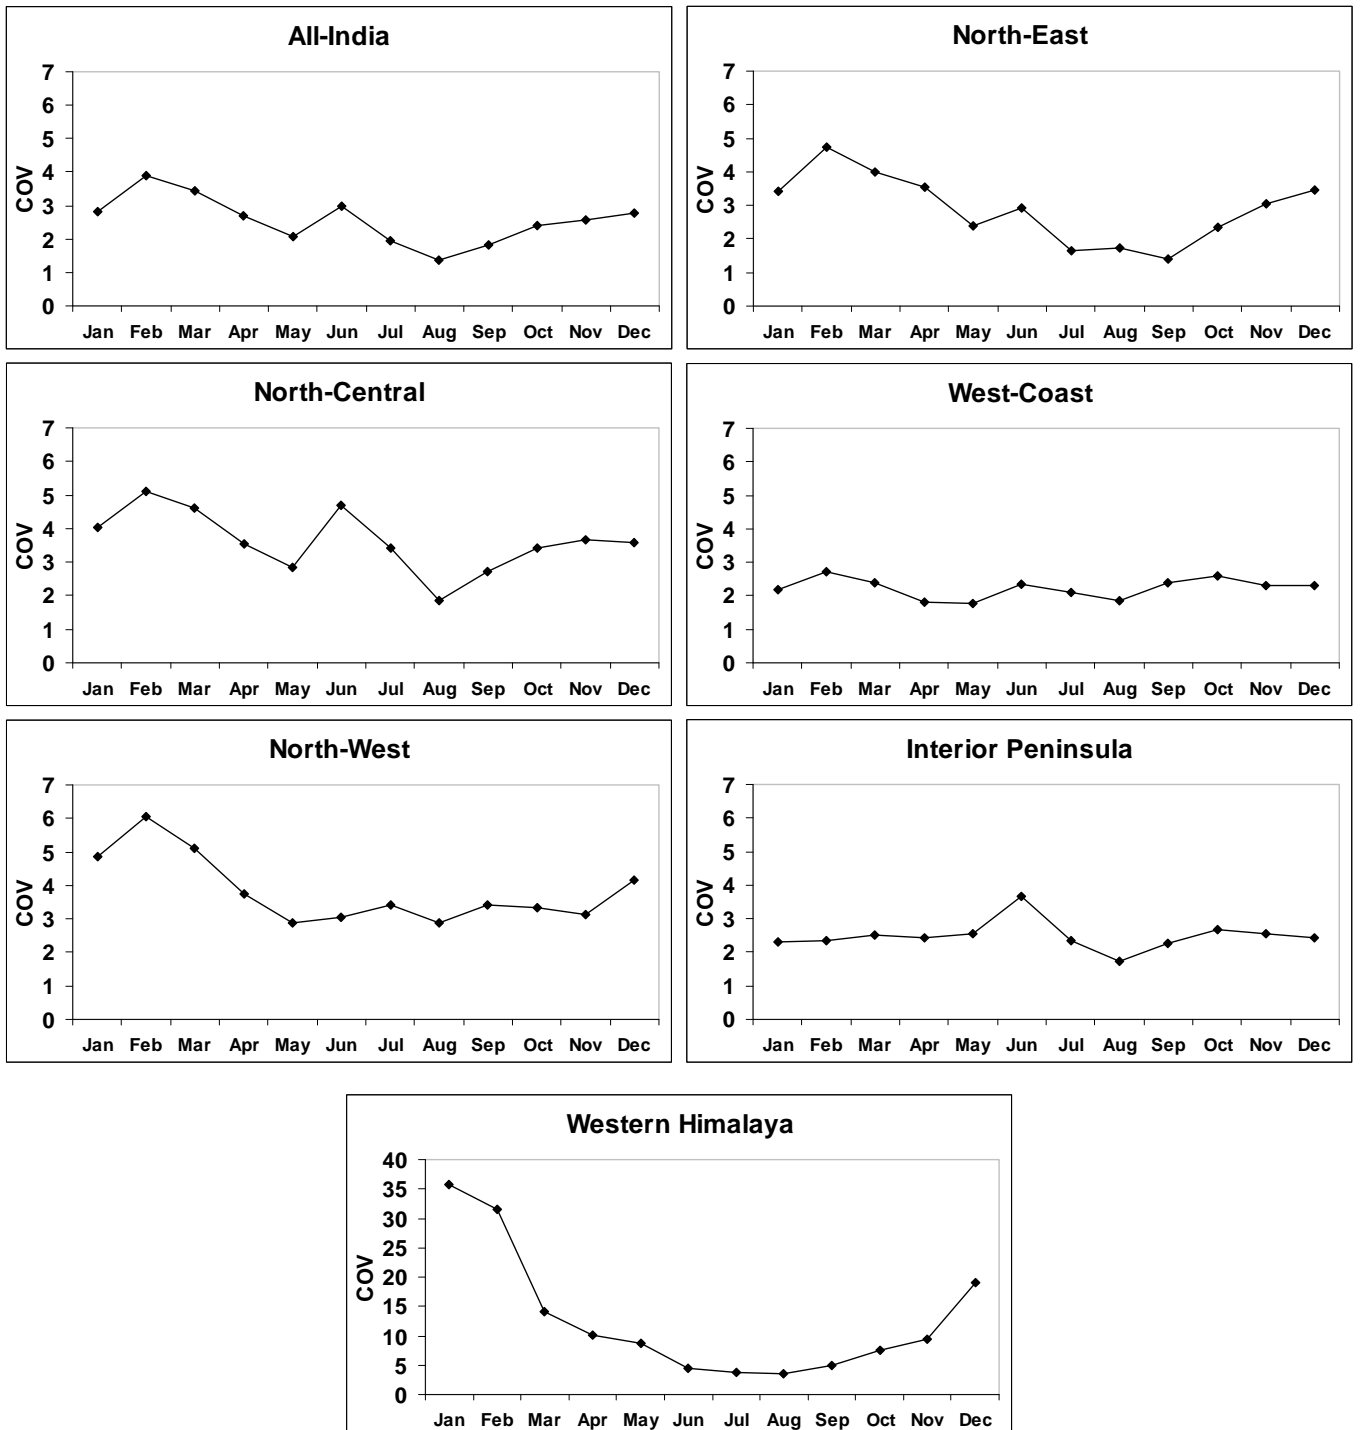 All-India
7
6
5
4
3
2
1
0
COV
Jan Feb Mar Apr May Jun Jul Aug Sep Oct Nov Dec
North-East
7
6
5
4
3
2
1
0
COV
Jan Feb Mar Apr May Jun Jul Aug Sep Oct Nov Dec
North-Central
7
6
5
4
3
2
1
0
COV
Jan Feb Mar Apr May Jun Jul Aug Sep Oct Nov Dec
West-Coast
7
6
5
4
3
2
1
0
COV
Jan Feb Mar Apr May Jun Jul Aug Sep Oct Nov Dec
North-West
7
6
5
4
3
2
1
0
COV
Jan Feb Mar Apr May Jun Jul Aug Sep Oct Nov Dec
Interior Peninsula
7
6
5
4
3
2
1
0
COV
Jan Feb Mar Apr May Jun Jul Aug Sep Oct Nov Dec
Western Himalaya
40
35
30
25
20
15
10
5
0
COV
Jan Feb Mar Apr May Jun Jul Aug Sep Oct Nov Dec